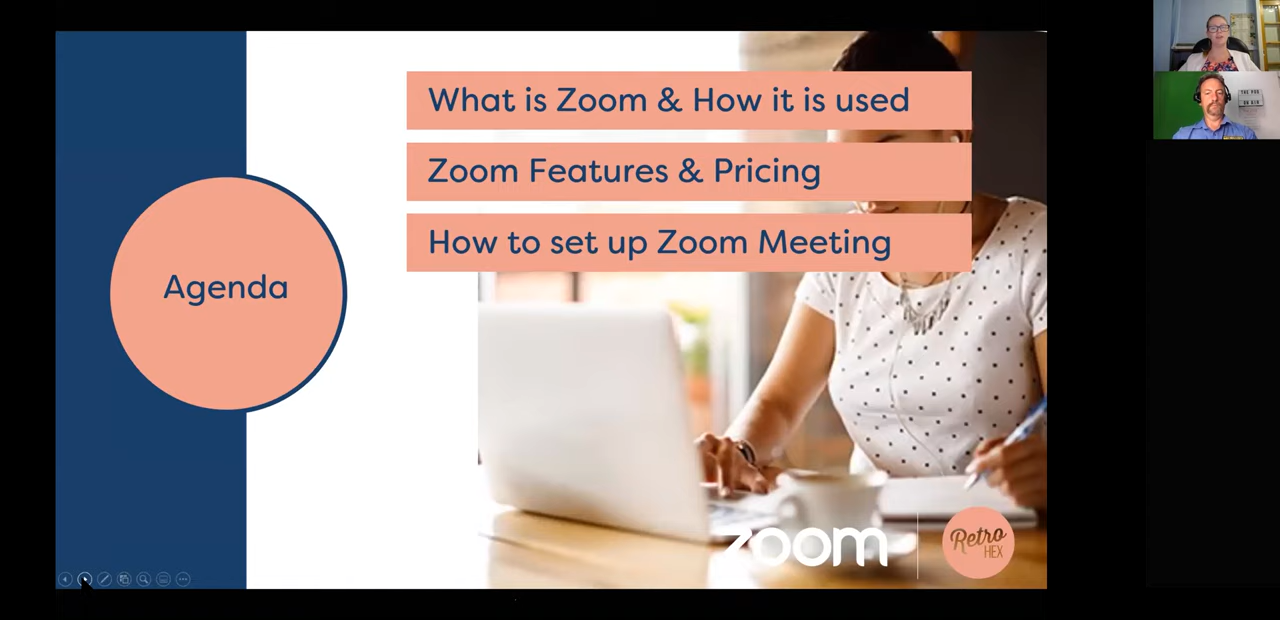 What is Zoom & How it is used
Zoom Features & Pricing
How to set up Zoom Meeting
Agenda
zoom
Retro
HEX